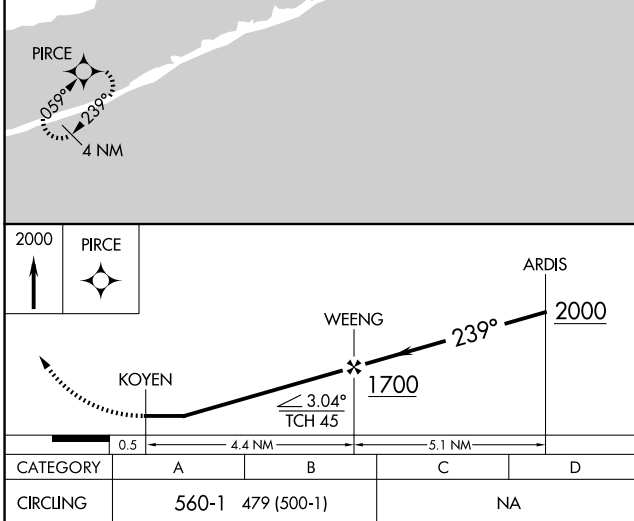 PIRCE
059°
239°
4 NM
2000
PIRCE
ARDIS
2000
WEENG
239°
1700
KOYEN
3.04°
TCH 45
0.5
4.4 NM
5.1 NM
CATEGORY A B C D
CIRCLING 560-1 479 (500-1) NA